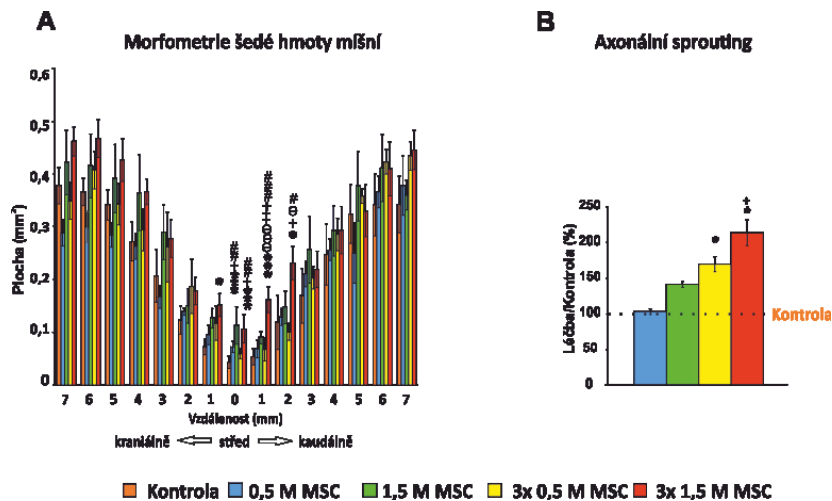 A
Morfometrie šedé hmoty míšní
0,6
0,5
0,4
0,3
0,2
0,1
0
Plocha (mm²)
7 6 5 4 3 2 1 0 1 2 3 4 5 6 7
Vzdálenost (mm)
kraniálně střed kaudálně
B
Axonální sprouting
250
200
150
100
50
0
Léčba/Kontrola (%)
Kontrola
Kontrola 0,5 M MSC 1,5 M MSC 3x 0,5 M MSC 3x 1,5 M MSC